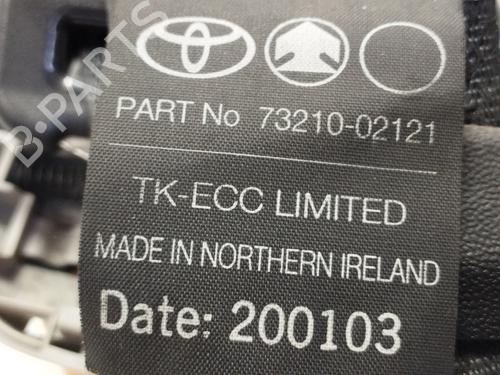 PART No 73210-02121
TK-ECC LIMITED
MADE IN NORTHERN IRELAND
Date: 200103
B-PARTS